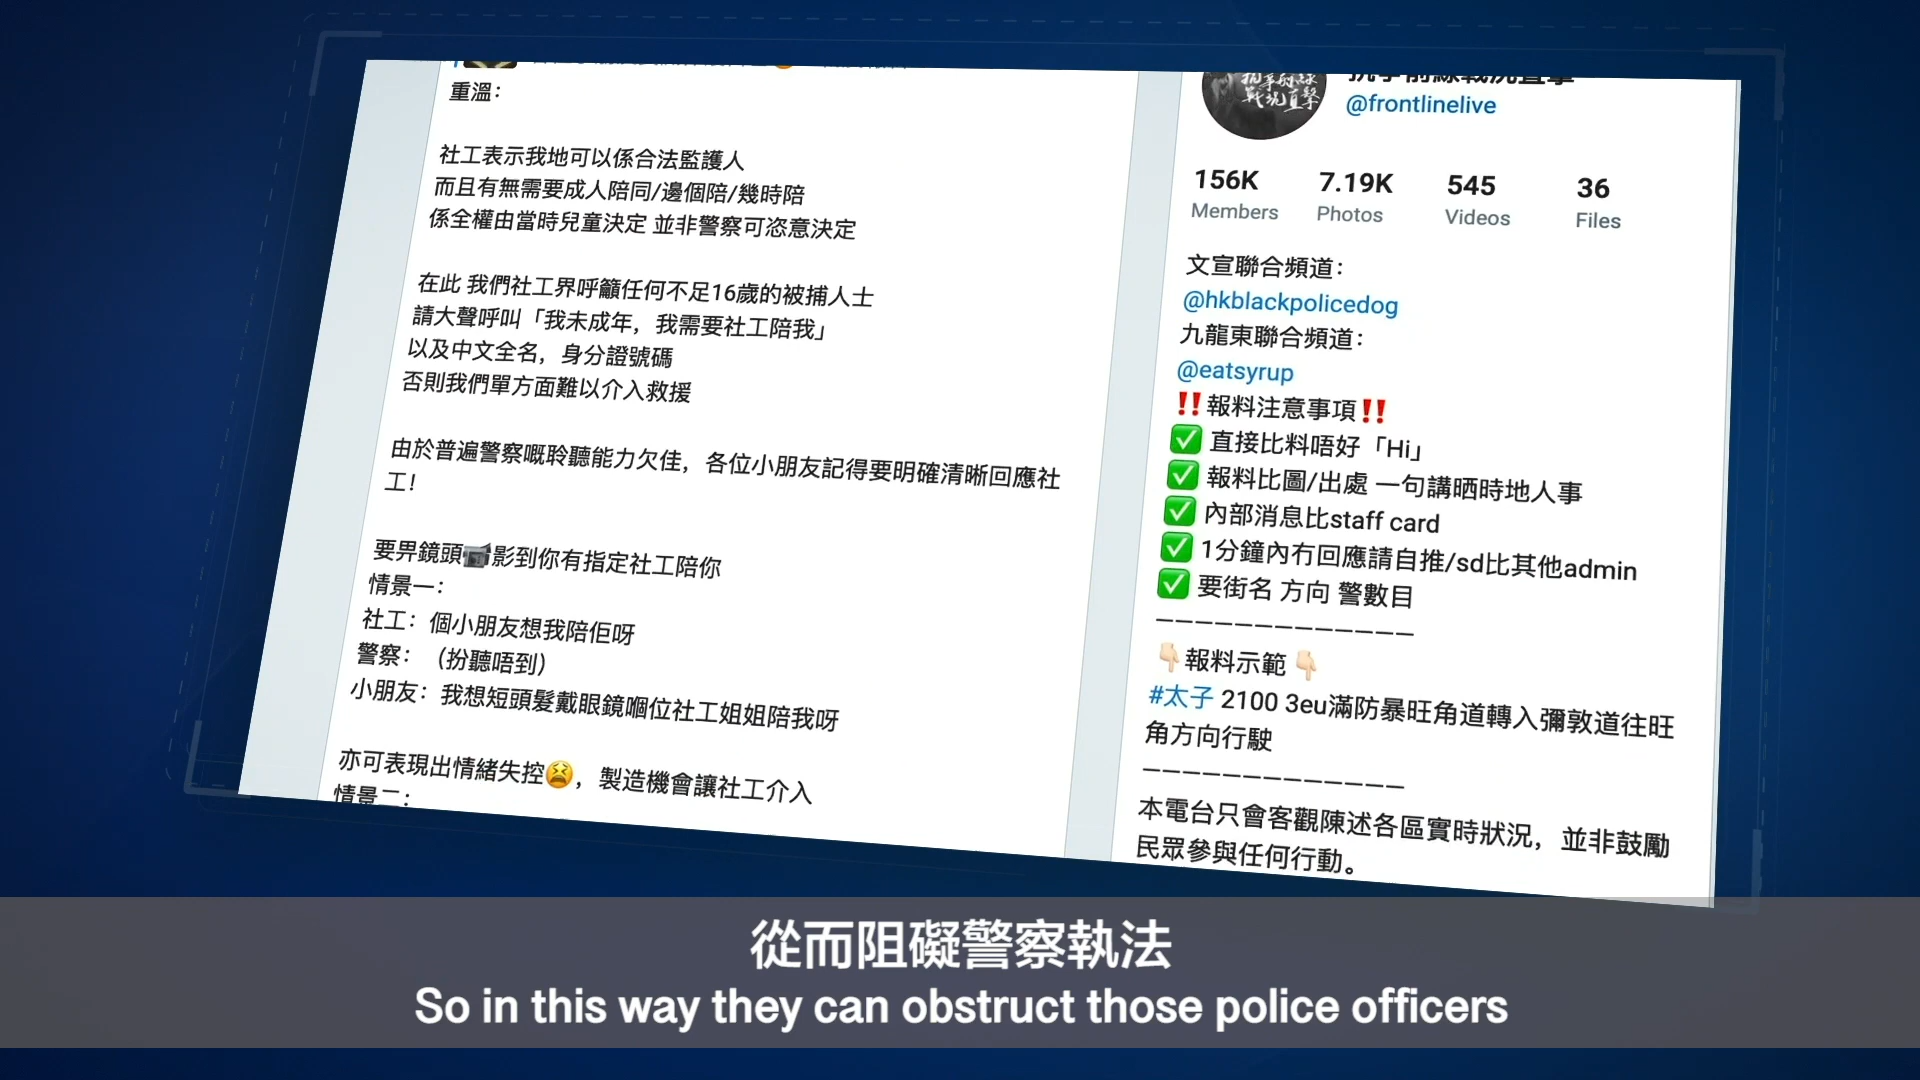 重溫：
社工表示我地可以係合法監護人
而且有無需要成人陪同/邊個陪/幾時陪
係全權由當時兒童決定 並非警察可恣意決定
在此 我們社工界呼籲任何不足16歲的被捕人士
請大聲呼叫「我未成年，我需要社工陪我」
以及中文全名，身分證號碼
否則我們單方面難以介入救援
由於普遍警察嘅聆聽能力欠佳，各位小朋友記得要明確清晰回應社
工！
要畀鏡頭📹影到你有指定社工陪你
情景一：
社工：個小朋友想我陪佢呀
警察：（扮聽唔到）
小朋友：我想短頭髮戴眼鏡嗰位社工姐姐陪我呀
亦可表現出情緒失控😫，製造機會讓社工介入
情景二：
抗爭前線戰況直擊
@frontlinelive
156K 7.19K 545 36
Members Photos Videos Files
文宣聯合頻道：
@hkblackpolicedog
九龍東聯合頻道：
@eatsyrup
‼️報料注意事項‼️
✅ 直接比料唔好「Hi」
✅ 報料比圖/出處 一句講晒時地人事
✅ 內部消息比staff card
✅ 1分鐘內冇回應請自推/sd比其他admin
✅ 要街名 方向 警數目
—————————————
👇🏻報料示範👇🏻
#太子 2100 3eu滿防暴旺角道轉入彌敦道往旺
角方向行駛
—————————————
本電台只會客觀陳述各區實時狀況，並非鼓勵
民眾參與任何行動。
從而阻礙警察執法
So in this way they can obstruct those police officers